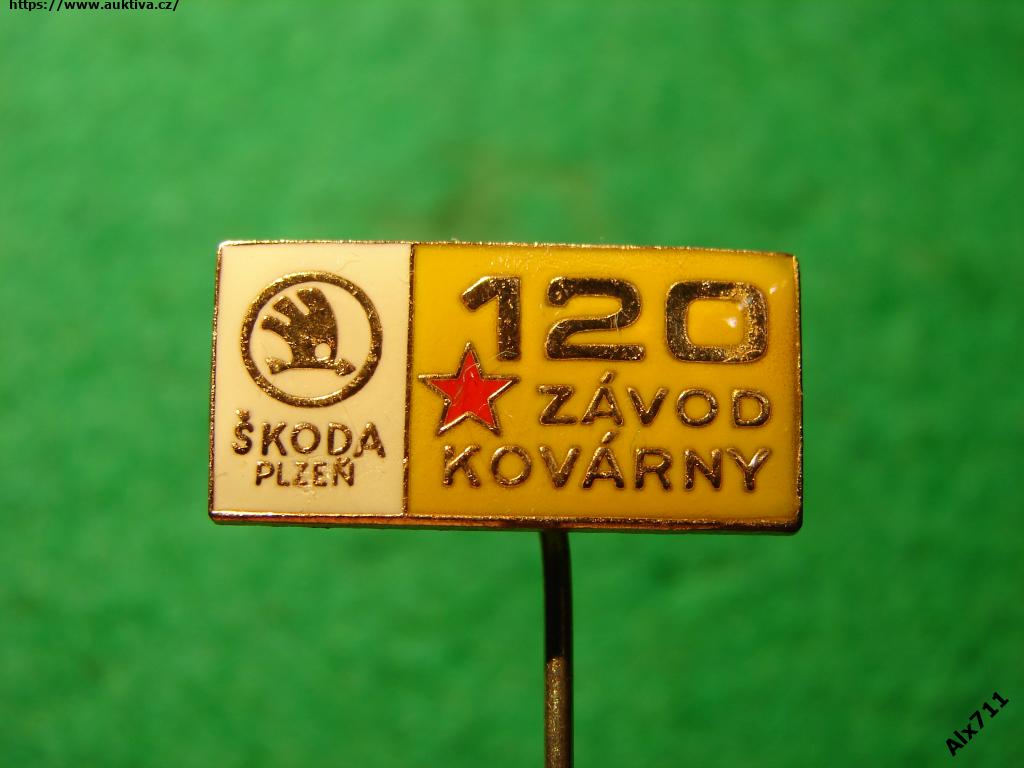 https://www.auktiva.cz/
ŠKODA
PLZEŇ
120
ZÁVOD
KOVÁRNY
Alx711